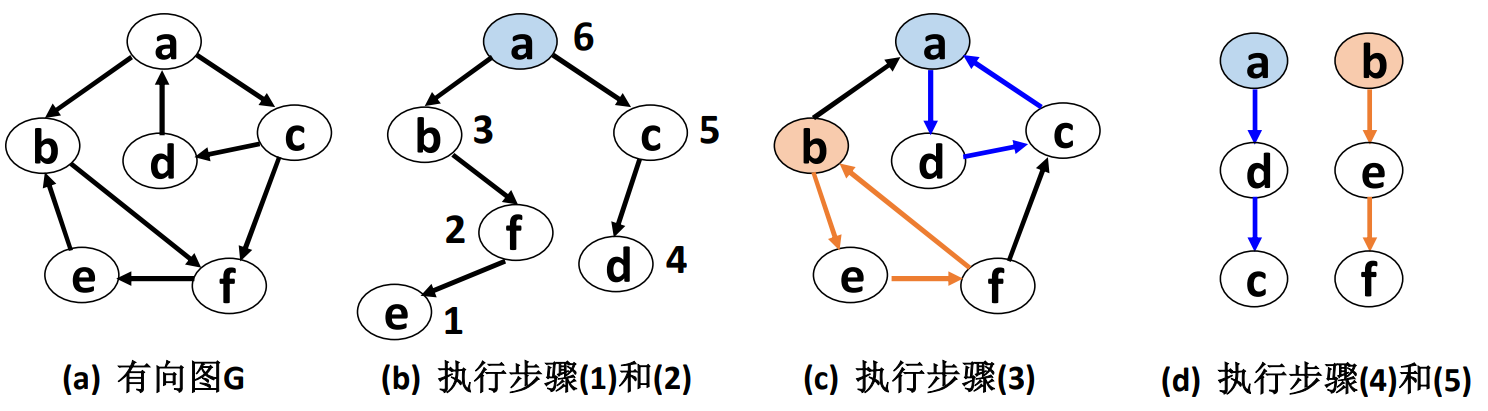 a
b
d
c
e
f
(a) 有向图G
a 6
b 3
c 5
2 f
d 4
e 1
(b) 执行步骤(1)和(2)
a
b
d
c
e
f
(c) 执行步骤(3)
a b
d e
c f
(d) 执行步骤(4)和(5)